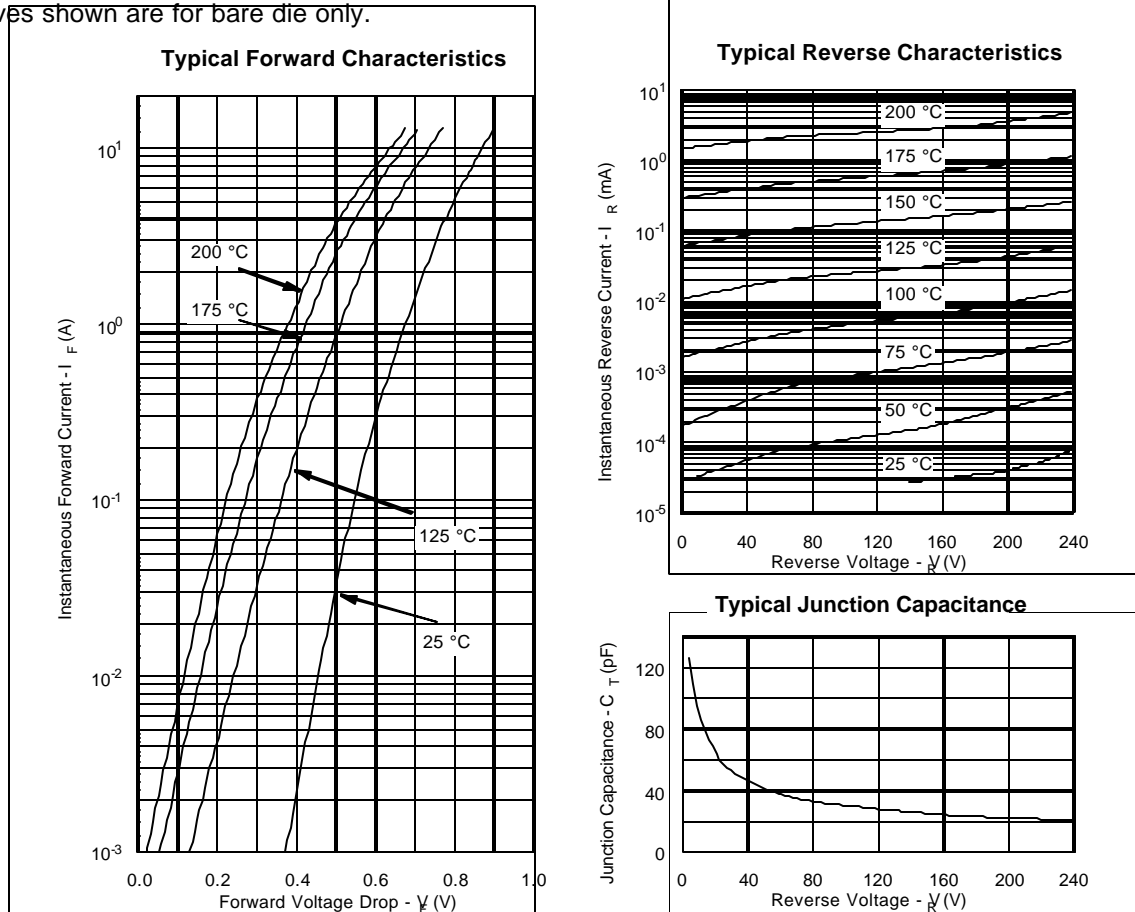 ves shown are for bare die only.
Typical Forward Characteristics
Instantaneous Forward Current - I F (A)
10¹
10⁰
10⁻¹
10⁻²
10⁻³
200 °C
175 °C
125 °C
25 °C
0.0 0.2 0.4 0.6 0.8 1.0
Forward Voltage Drop - VF (V)
Typical Reverse Characteristics
Instantaneous Reverse Current - I R (mA)
10¹
10⁰
10⁻¹
10⁻²
10⁻³
10⁻⁴
10⁻⁵
200 °C
175 °C
150 °C
125 °C
100 °C
75 °C
50 °C
25 °C
0 40 80 120 160 200 240
Reverse Voltage - VR (V)
Typical Junction Capacitance
Junction Capacitance - C T (pF)
120
80
40
0
0 40 80 120 160 200 240
Reverse Voltage - VR (V)